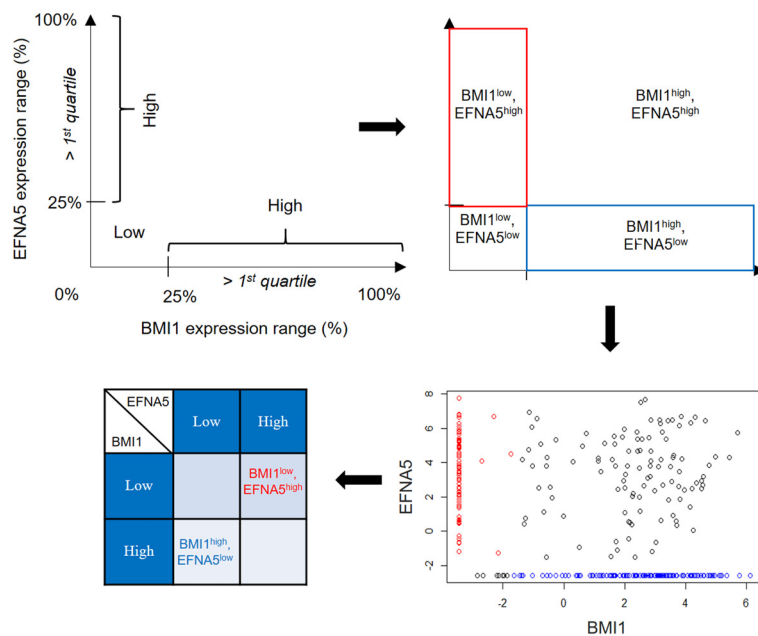 100%
EFNA5 expression range (%)
> 1st quartile
High
25%
Low
High
0%
25%
> 1st quartile
100%
BMI1 expression range (%)
BMI1low,
EFNA5high
BMI1high,
EFNA5high
BMI1low,
EFNA5low
BMI1high,
EFNA5low
EFNA5
BMI1
Low
High
Low
BMI1low,
EFNA5high
High
BMI1high,
EFNA5low
8
6
4
2
0
-2
EFNA5
-2
0
2
4
6
BMI1